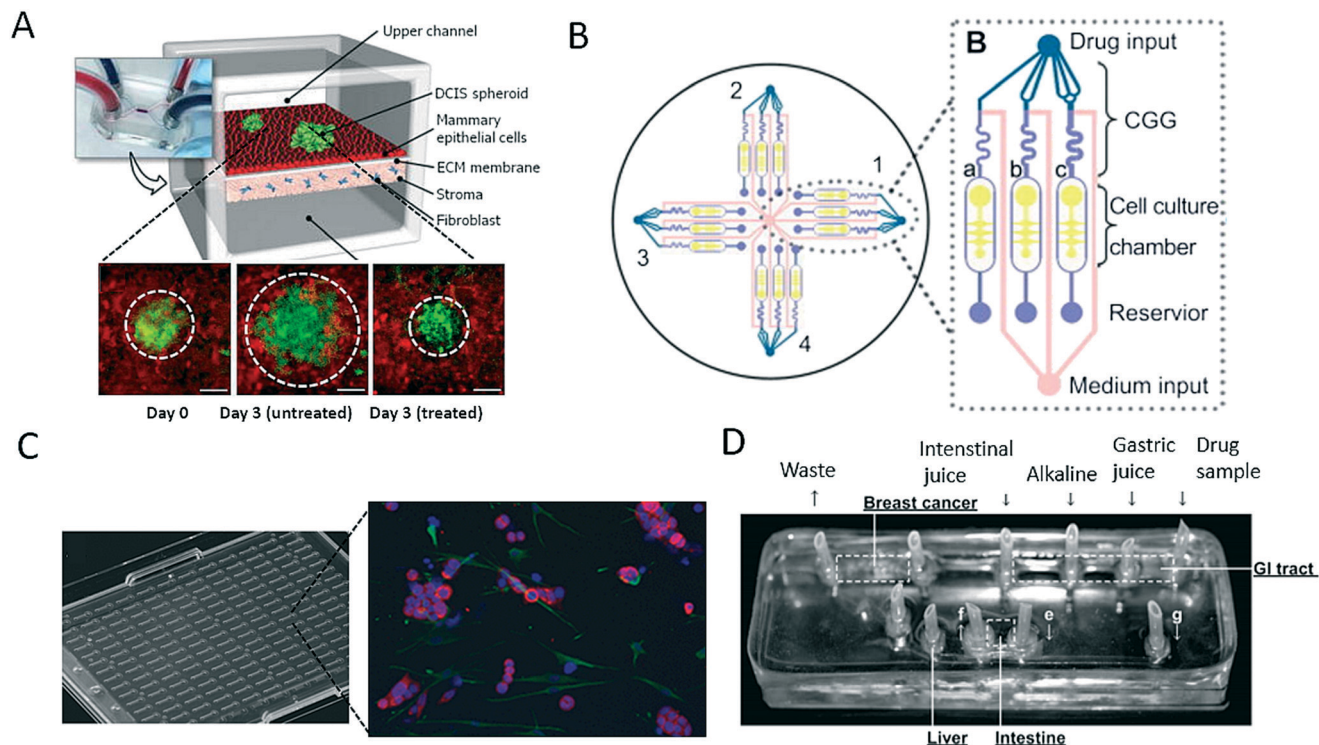 A
Upper channel
DCIS spheroid
Mammary
epithelial cells
ECM membrane
Stroma
Fibroblast
Day 0
Day 3 (untreated)
Day 3 (treated)
B
2
1
3
4
B
Drug input
CGG
a
b
c
Cell culture
chamber
Reservior
Medium input
C
D
Waste
Intenstinal
juice
Alkaline
Gastric
juice
Drug
sample
Breast cancer
GI tract
f
e
g
Liver
Intestine